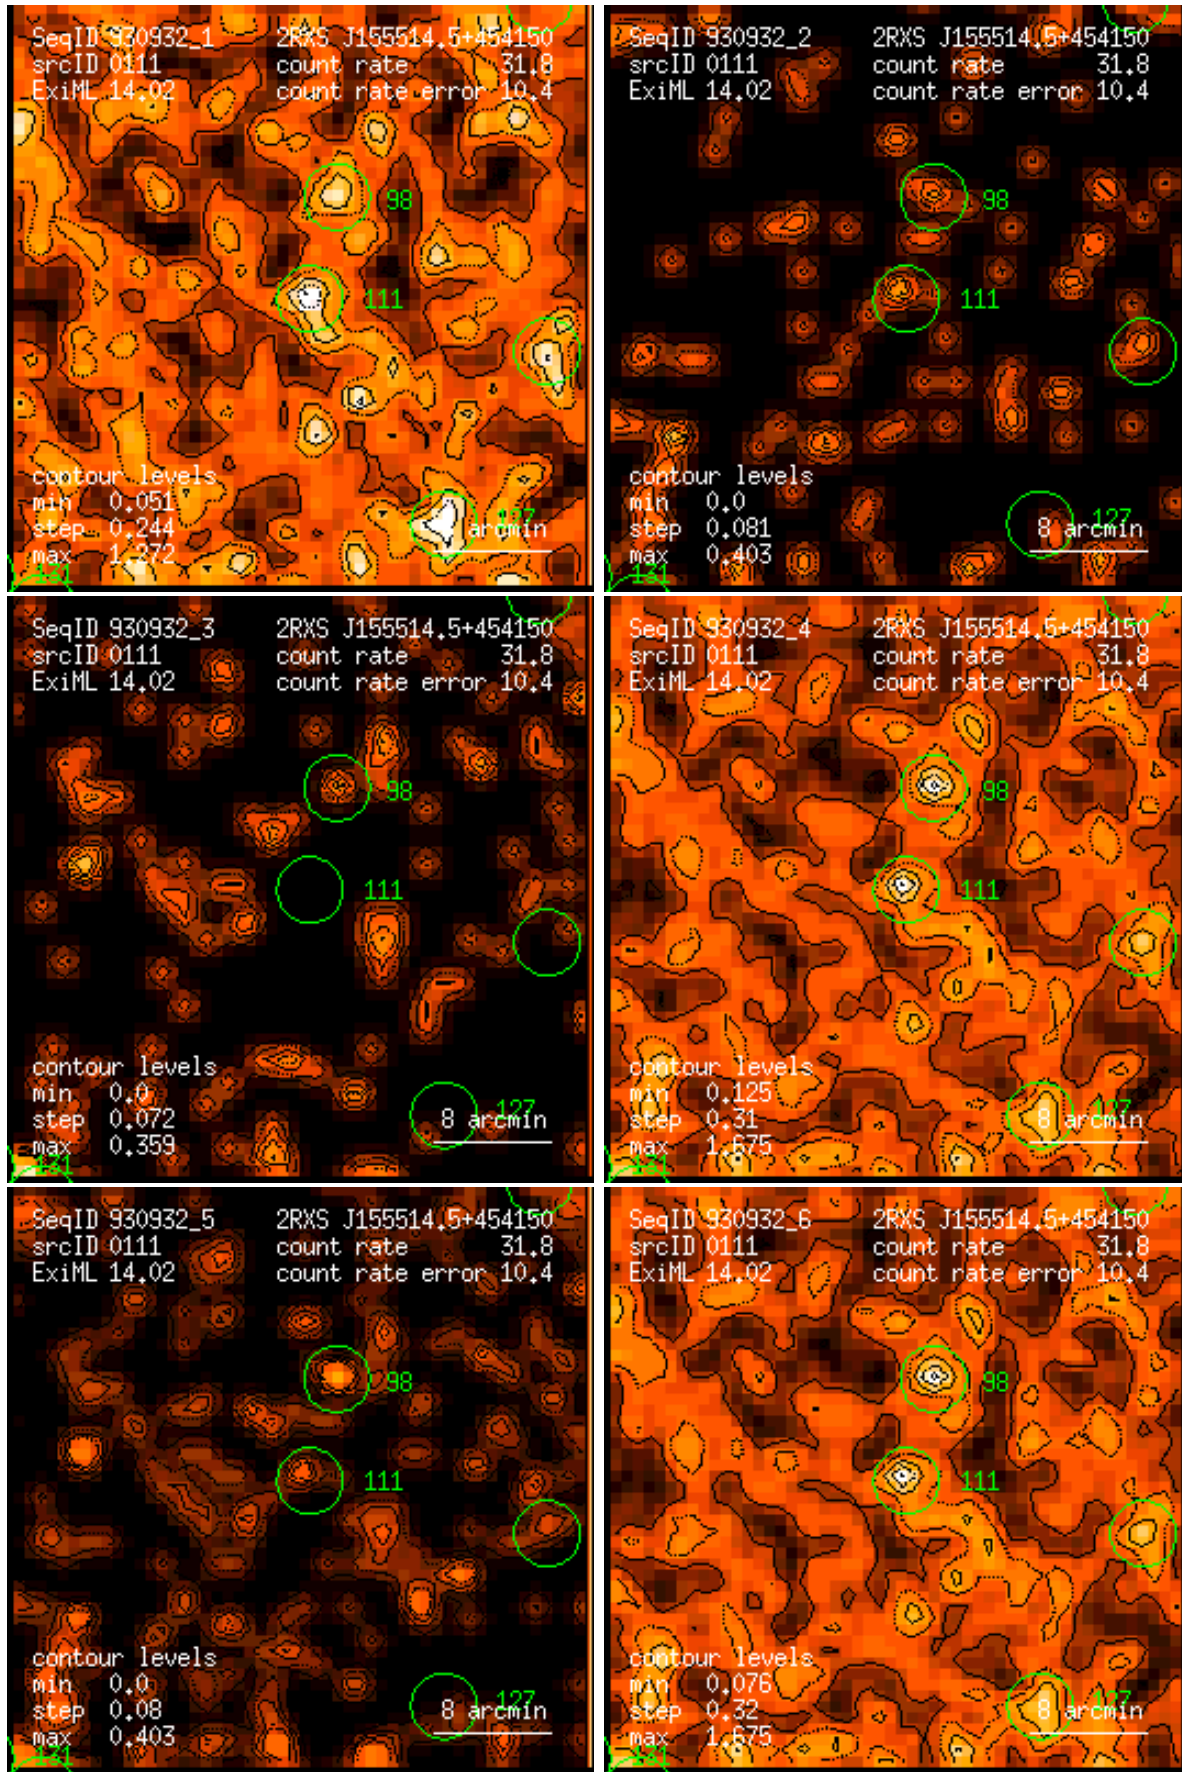 SeqID 930932_1 2RXS J155514.5+454150
srcID 0111 count rate 31.8
ExiML 14.02 count rate error 10.4
98
111
contour levels
min 0.051
step 0.244
max 1.272
127
8 arcmin
131
SeqID 930932_2 2RXS J155514.5+454150
srcID 0111 count rate 31.8
ExiML 14.02 count rate error 10.4
98
111
contour levels
min 0.0
step 0.081
max 0.403
127
8 arcmin
131
SeqID 930932_3 2RXS J155514.5+454150
srcID 0111 count rate 31.8
ExiML 14.02 count rate error 10.4
98
111
contour levels
min 0.0
step 0.072
max 0.359
127
8 arcmin
131
SeqID 930932_4 2RXS J155514.5+454150
srcID 0111 count rate 31.8
ExiML 14.02 count rate error 10.4
98
111
contour levels
min 0.125
step 0.31
max 1.675
127
8 arcmin
131
SeqID 930932_5 2RXS J155514.5+454150
srcID 0111 count rate 31.8
ExiML 14.02 count rate error 10.4
98
111
contour levels
min 0.0
step 0.08
max 0.403
127
8 arcmin
131
SeqID 930932_6 2RXS J155514.5+454150
srcID 0111 count rate 31.8
ExiML 14.02 count rate error 10.4
98
111
contour levels
min 0.076
step 0.32
max 1.675
127
8 arcmin
131